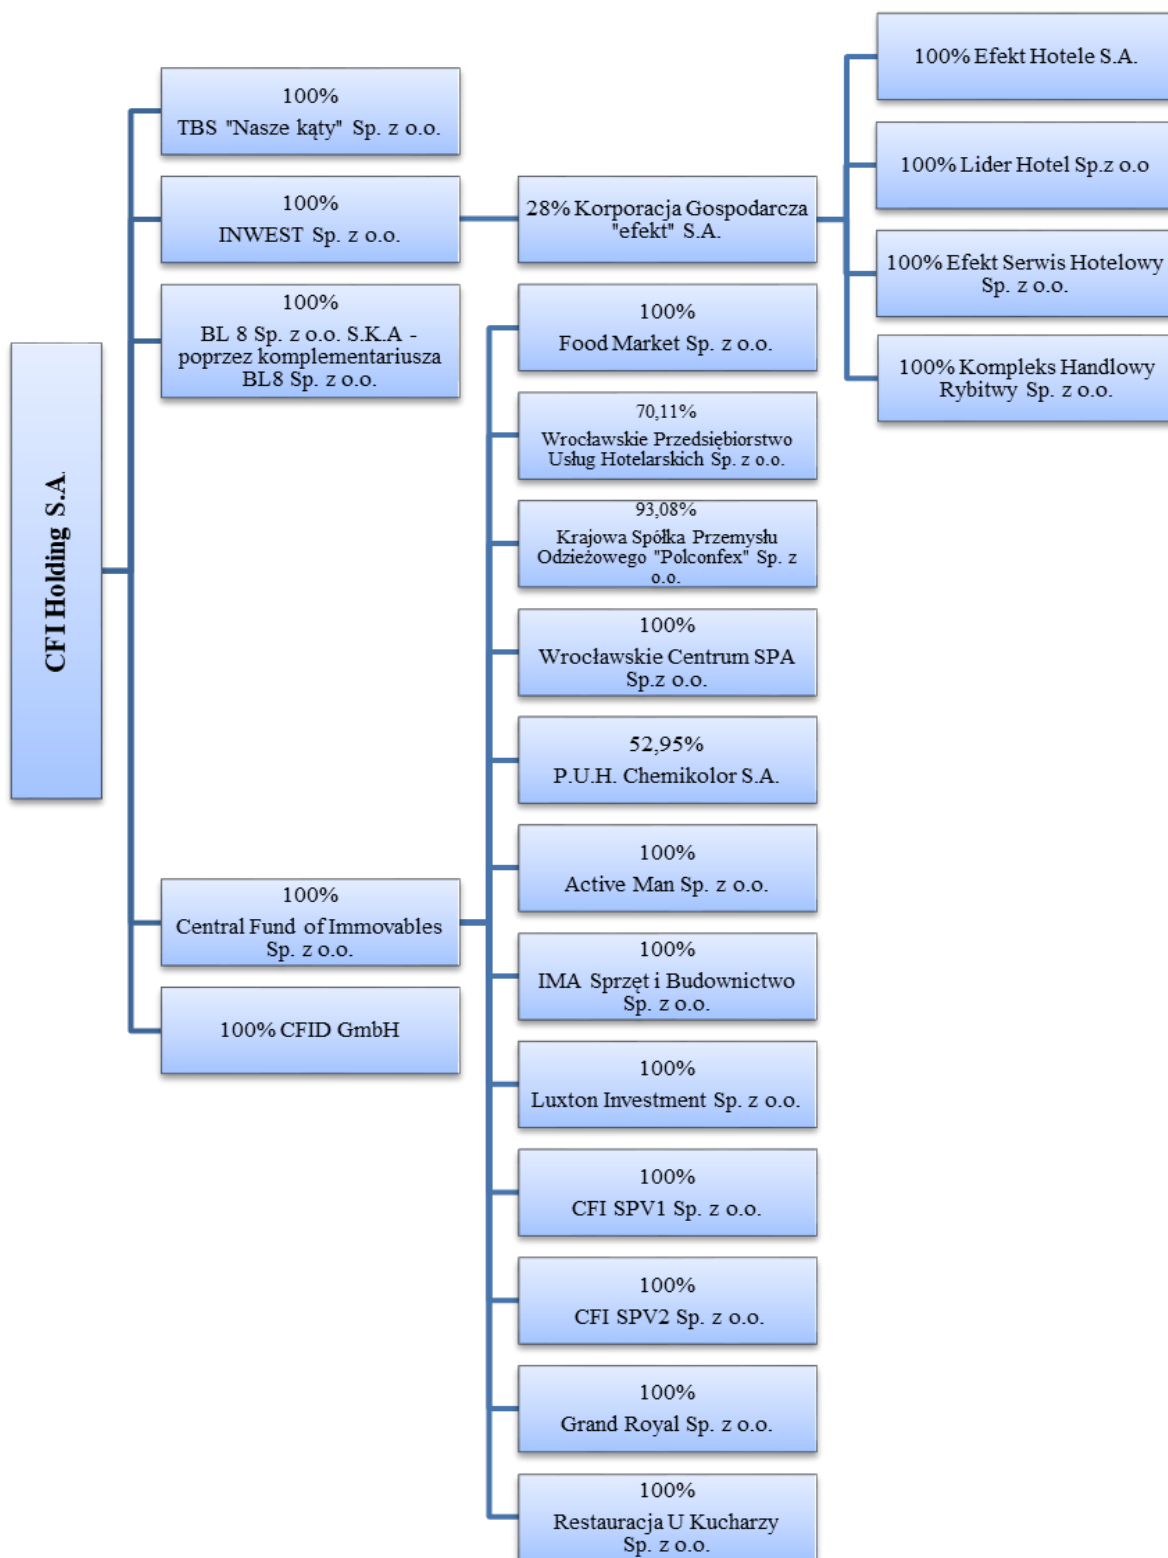 CFI Holding S.A.
100%
TBS "Nasze kąty" Sp. z o.o.
100%
INWEST Sp. z o.o.
100%
BL 8 Sp. z o.o. S.K.A -
poprzez komplementariusza
BL8 Sp. z o.o.
100%
Central Fund of Immovables
Sp. z o.o.
100% CFID GmbH
28% Korporacja Gospodarcza
"efekt" S.A.
100%
Food Market Sp. z o.o.
70,11%
Wrocławskie Przedsiębiorstwo
Usług Hotelarskich Sp. z o.o.
93,08%
Krajowa Spółka Przemysłu
Odzieżowego "Polconfex" Sp. z
o.o.
100%
Wrocławskie Centrum SPA
Sp.z o.o.
52,95%
P.U.H. Chemikolor S.A.
100%
Active Man Sp. z o.o.
100%
IMA Sprzęt i Budownictwo
Sp. z o.o.
100%
Luxton Investment Sp. z o.o.
100%
CFI SPV1 Sp. z o.o.
100%
CFI SPV2 Sp. z o.o.
100%
Grand Royal Sp. z o.o.
100%
Restauracja U Kucharzy
Sp. z o.o.
100% Efekt Hotele S.A.
100% Lider Hotel Sp.z o.o
100% Efekt Serwis Hotelowy
Sp. z o.o.
100% Kompleks Handlowy
Rybitwy Sp. z o.o.